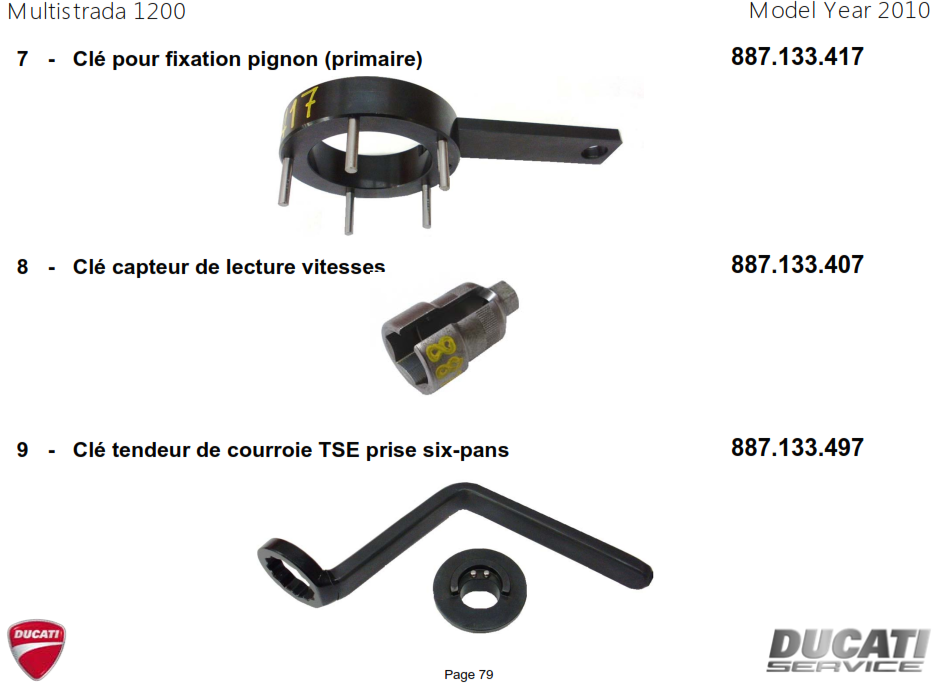 Multistrada 1200
Model Year 2010
7 - Clé pour fixation pignon (primaire) 887.133.417
17
8 - Clé capteur de lecture vitesses 887.133.407
88
9 - Clé tendeur de courroie TSE prise six-pans 887.133.497
DUCATI
Page 79
DUCATI
SERVICE